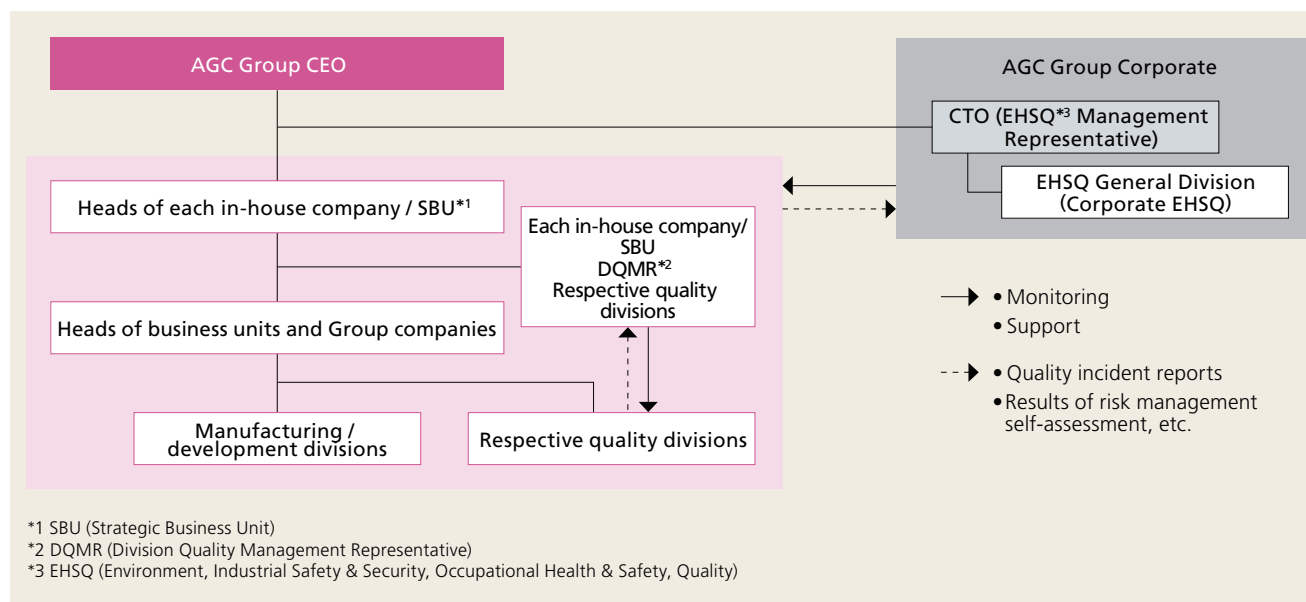 AGC Group CEO
AGC Group Corporate
CTO (EHSQ*3 Management
Representative)
EHSQ General Division
(Corporate EHSQ)
Heads of each in-house company / SBU*1
Each in-house company/
SBU
DQMR*2
Respective quality
divisions
Heads of business units and Group companies
Manufacturing /
development divisions
Respective quality divisions
• Monitoring
• Support
• Quality incident reports
• Results of risk management
self-assessment, etc.
*1 SBU (Strategic Business Unit)
*2 DQMR (Division Quality Management Representative)
*3 EHSQ (Environment, Industrial Safety & Security, Occupational Health & Safety, Quality)